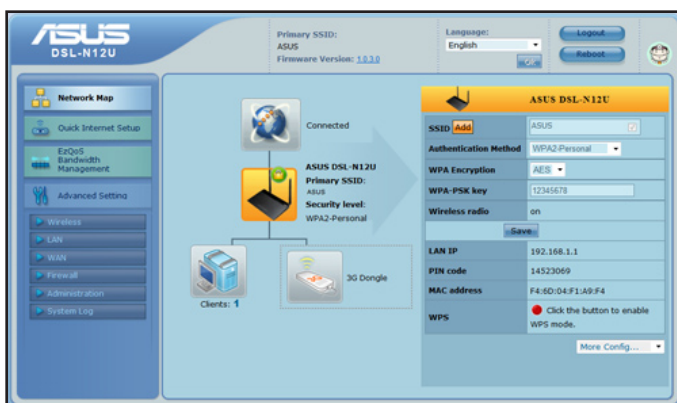 ASUS
DSL-N12U
Primary SSID:
ASUS
Firmware Version: 1.0.3.0
Language:
English
OK
Logout
Reboot
Network Map
Quick Internet Setup
EzQoS
Bandwidth
Management
Advanced Setting
Wireless
LAN
WAN
Firewall
Administration
System Log
Connected
ASUS DSL-N12U
Primary SSID:
ASUS
Security level:
WPA2-Personal
Clients: 1
3G Dongle
ASUS DSL-N12U
SSID Add ASUS
Authentication Method WPA2-Personal
WPA Encryption AES
WPA-PSK key 12345678
Wireless radio on
Save
LAN IP 192.168.1.1
PIN code 14523069
MAC address F4:6D:04:F1:A9:F4
WPS Click the button to enable
WPS mode.
More Config...